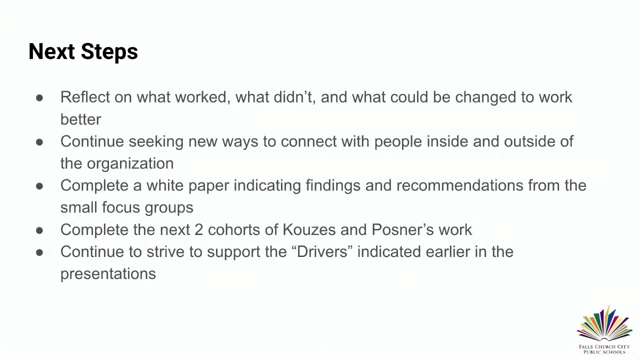 Next Steps
● Reflect on what worked, what didn't, and what could be changed to work
better
● Continue seeking new ways to connect with people inside and outside of
the organization
● Complete a white paper indicating findings and recommendations from the
small focus groups
● Complete the next 2 cohorts of Kouzes and Posner's work
● Continue to strive to support the “Drivers” indicated earlier in the
presentations
FALLS CHURCH CITY
PUBLIC SCHOOLS